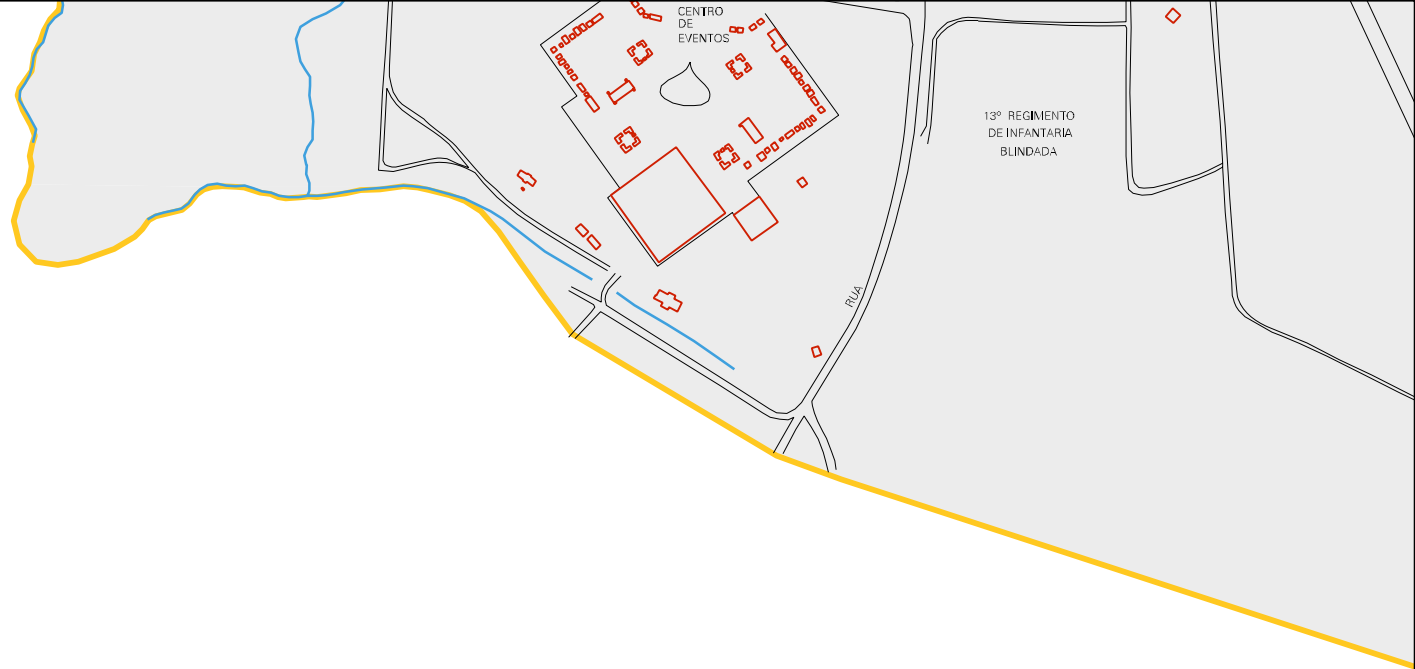 CENTRO
DE
EVENTOS
13º REGIMENTO
DE INFANTARIA
BLINDADA
RUA